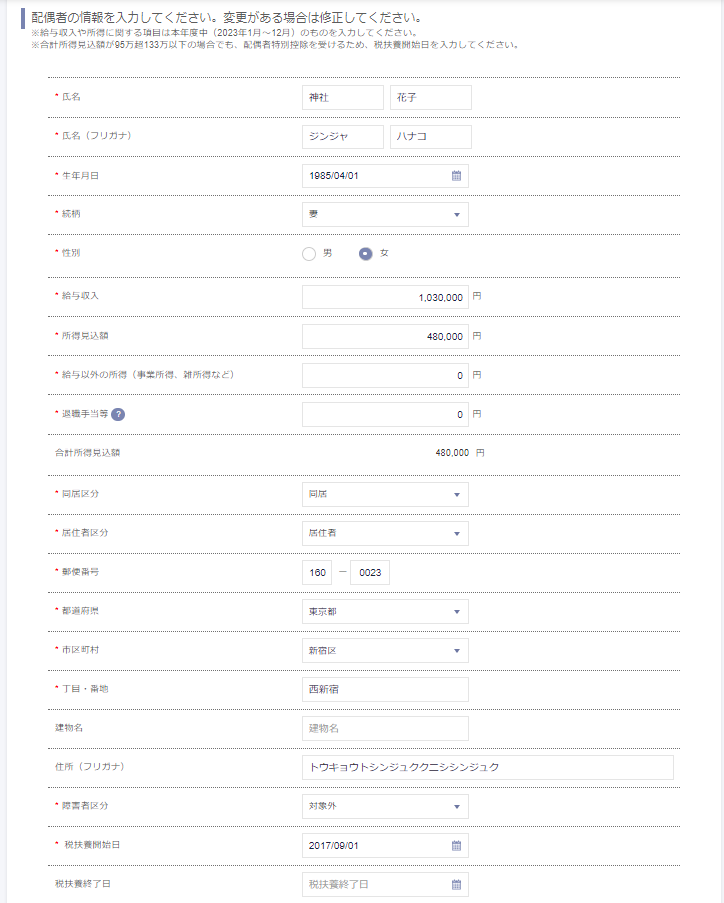 配偶者の情報を入力してください。変更がある場合は修正してください。
※給与収入や所得に関する項目は本年度中（2023年1月～12月）のものを入力してください。
※合計所得見込額が95万超133万以下の場合でも、配偶者特別控除を受けるため、税扶養開始日を入力してください。
* 氏名 神社 花子
* 氏名（フリガナ） ジンジャ ハナコ
* 生年月日 1985/04/01
* 続柄 妻
* 性別 男 女
* 給与収入 1,030,000 円
* 所得見込額 480,000 円
* 給与以外の所得（事業所得、雑所得など） 0 円
* 退職手当等 ? 0 円
合計所得見込額 480,000 円
* 同居区分 同居
* 居住者区分 居住者
* 郵便番号 160 － 0023
* 都道府県 東京都
* 市区町村 新宿区
* 丁目・番地 西新宿
建物名 建物名
住所（フリガナ） トウキョウトシンジュククニシシンジュク
* 障害者区分 対象外
* 税扶養開始日 2017/09/01
税扶養終了日 税扶養終了日